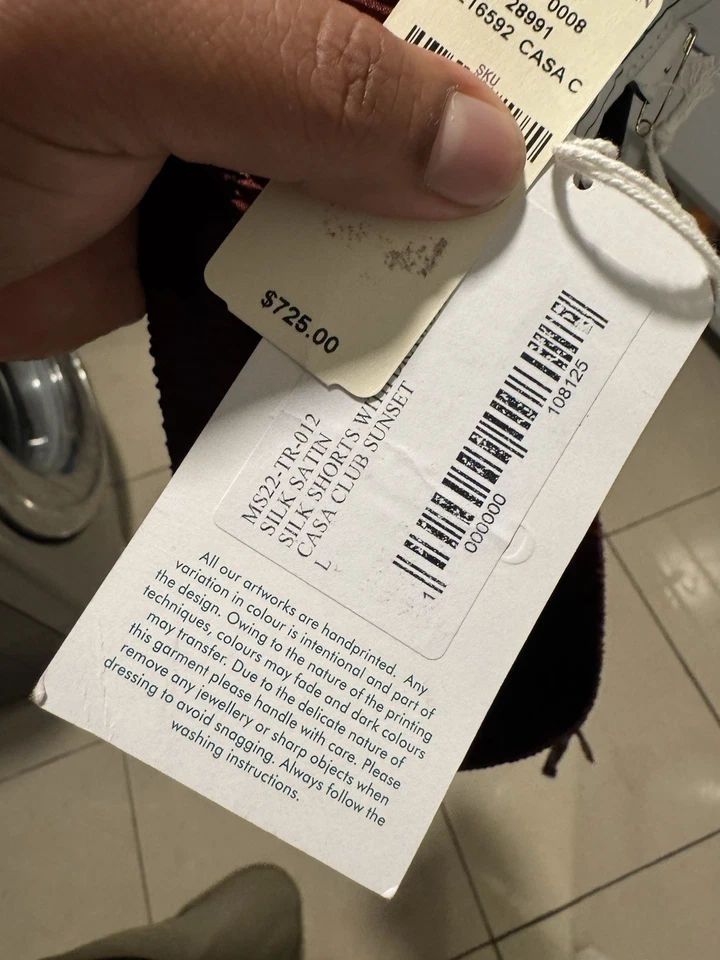 0008
28991
216592 CASA C
SKU
$725.00
MS22-TR-012
SILK SATIN
SILK SHORTS
CASA CLUB SUNSET
L
1
000000
108125
All our artworks are handprinted. Any
variation in colour is intentional and part of
the design. Owing to the nature of the printing
techniques, colours may fade and dark colours
may transfer. Due to the delicate nature of
this garment please handle with care. Please
remove any jewellery or sharp objects when
dressing to avoid snagging. Always follow the
washing instructions.